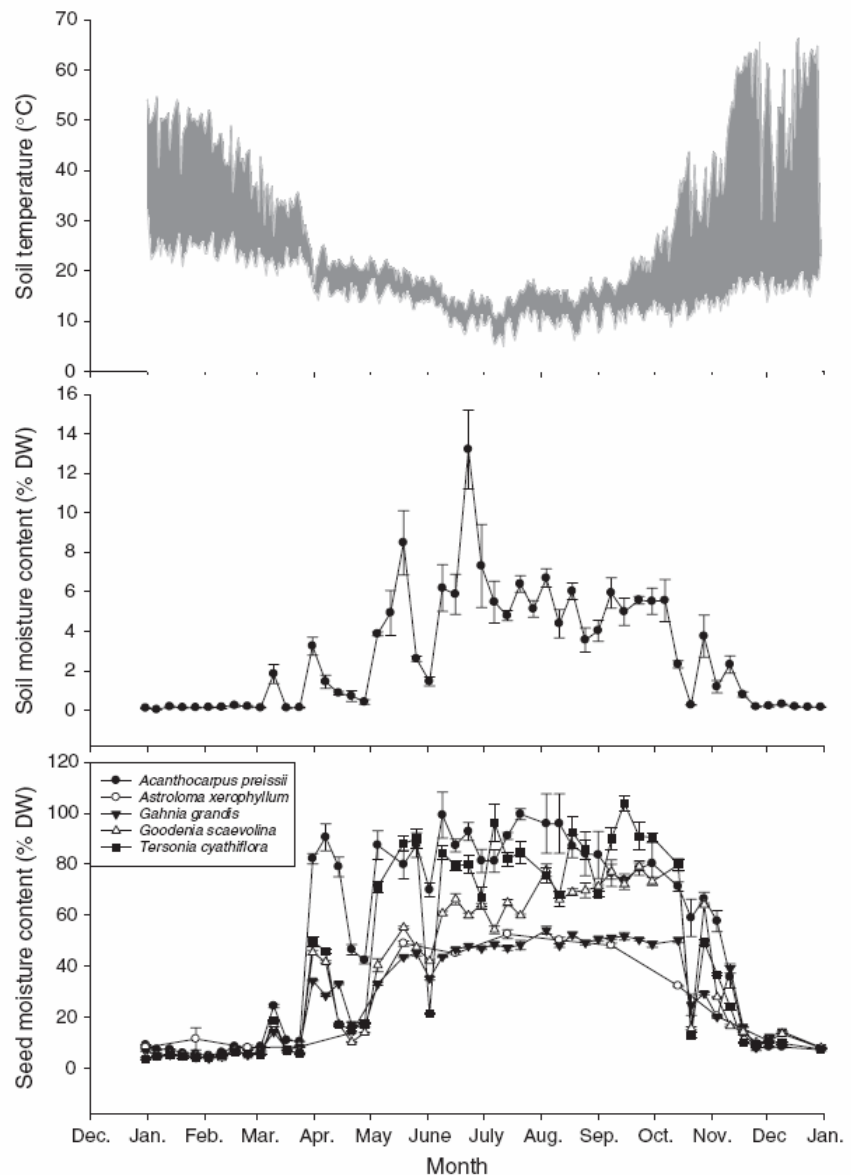 70
60
50
40
30
20
10
0
Soil temperature (°C)
16
14
12
10
8
6
4
2
0
Soil moisture content (% DW)
120
100
80
60
40
20
0
Seed moisture content (% DW)
Acanthocarpus preissii
Astroloma xerophyllum
Gahnia grandis
Goodenia scaevolina
Tersonia cyathiflora
Dec. Jan. Feb. Mar. Apr. May June July Aug. Sep. Oct. Nov. Dec Jan.
Month